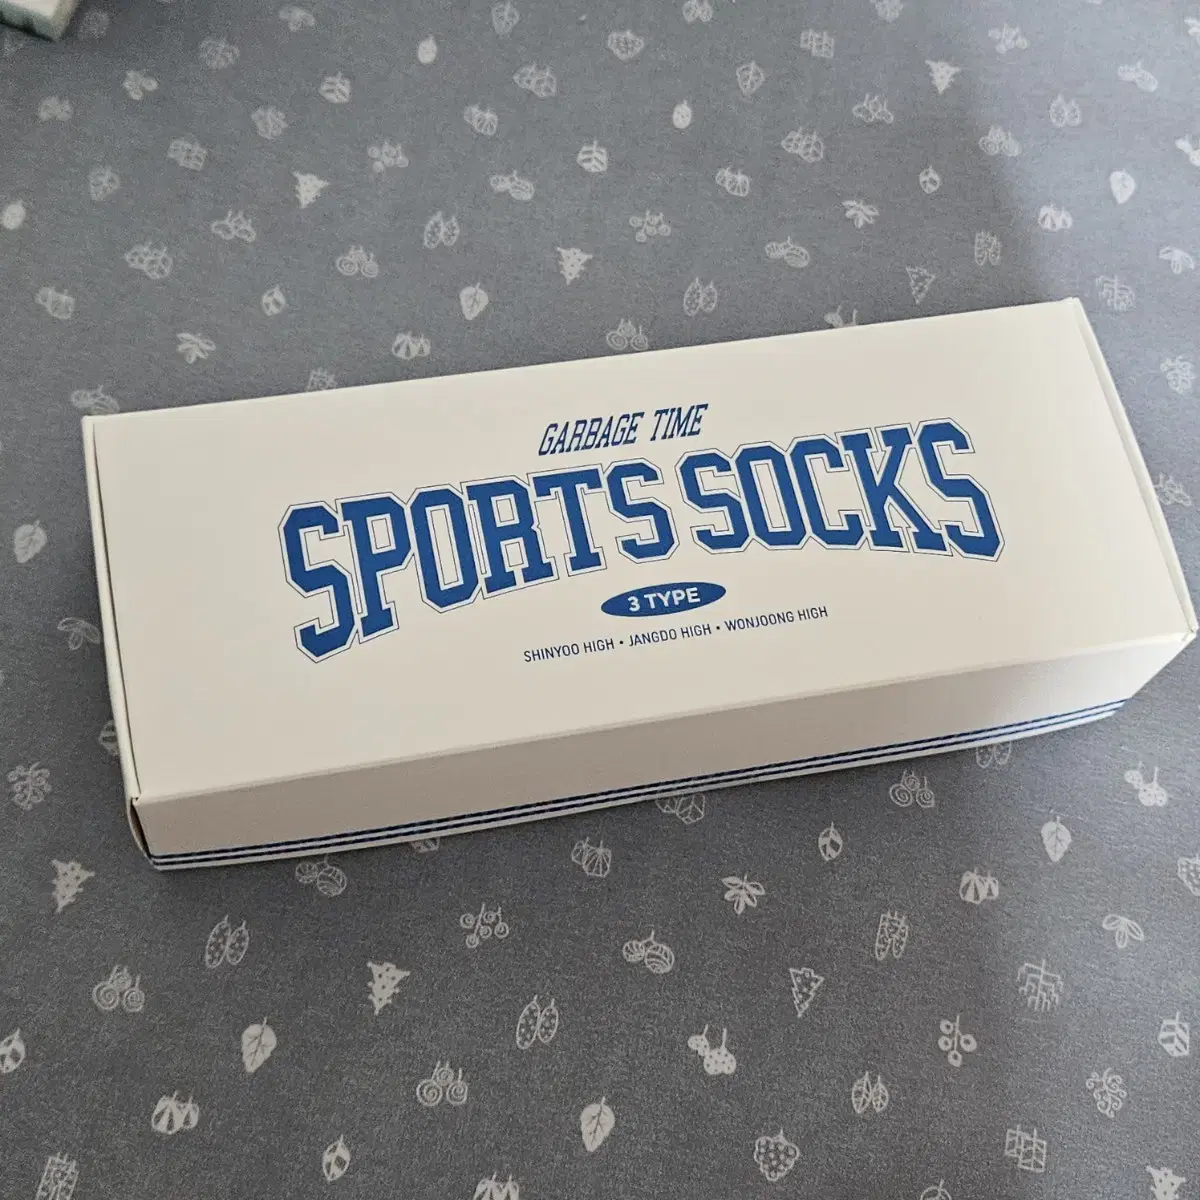 GARBAGE TIME
SPORTS SOCKS
3 TYPE
SHINYOO HIGH • JANGDO HIGH • WONJOONG HIGH